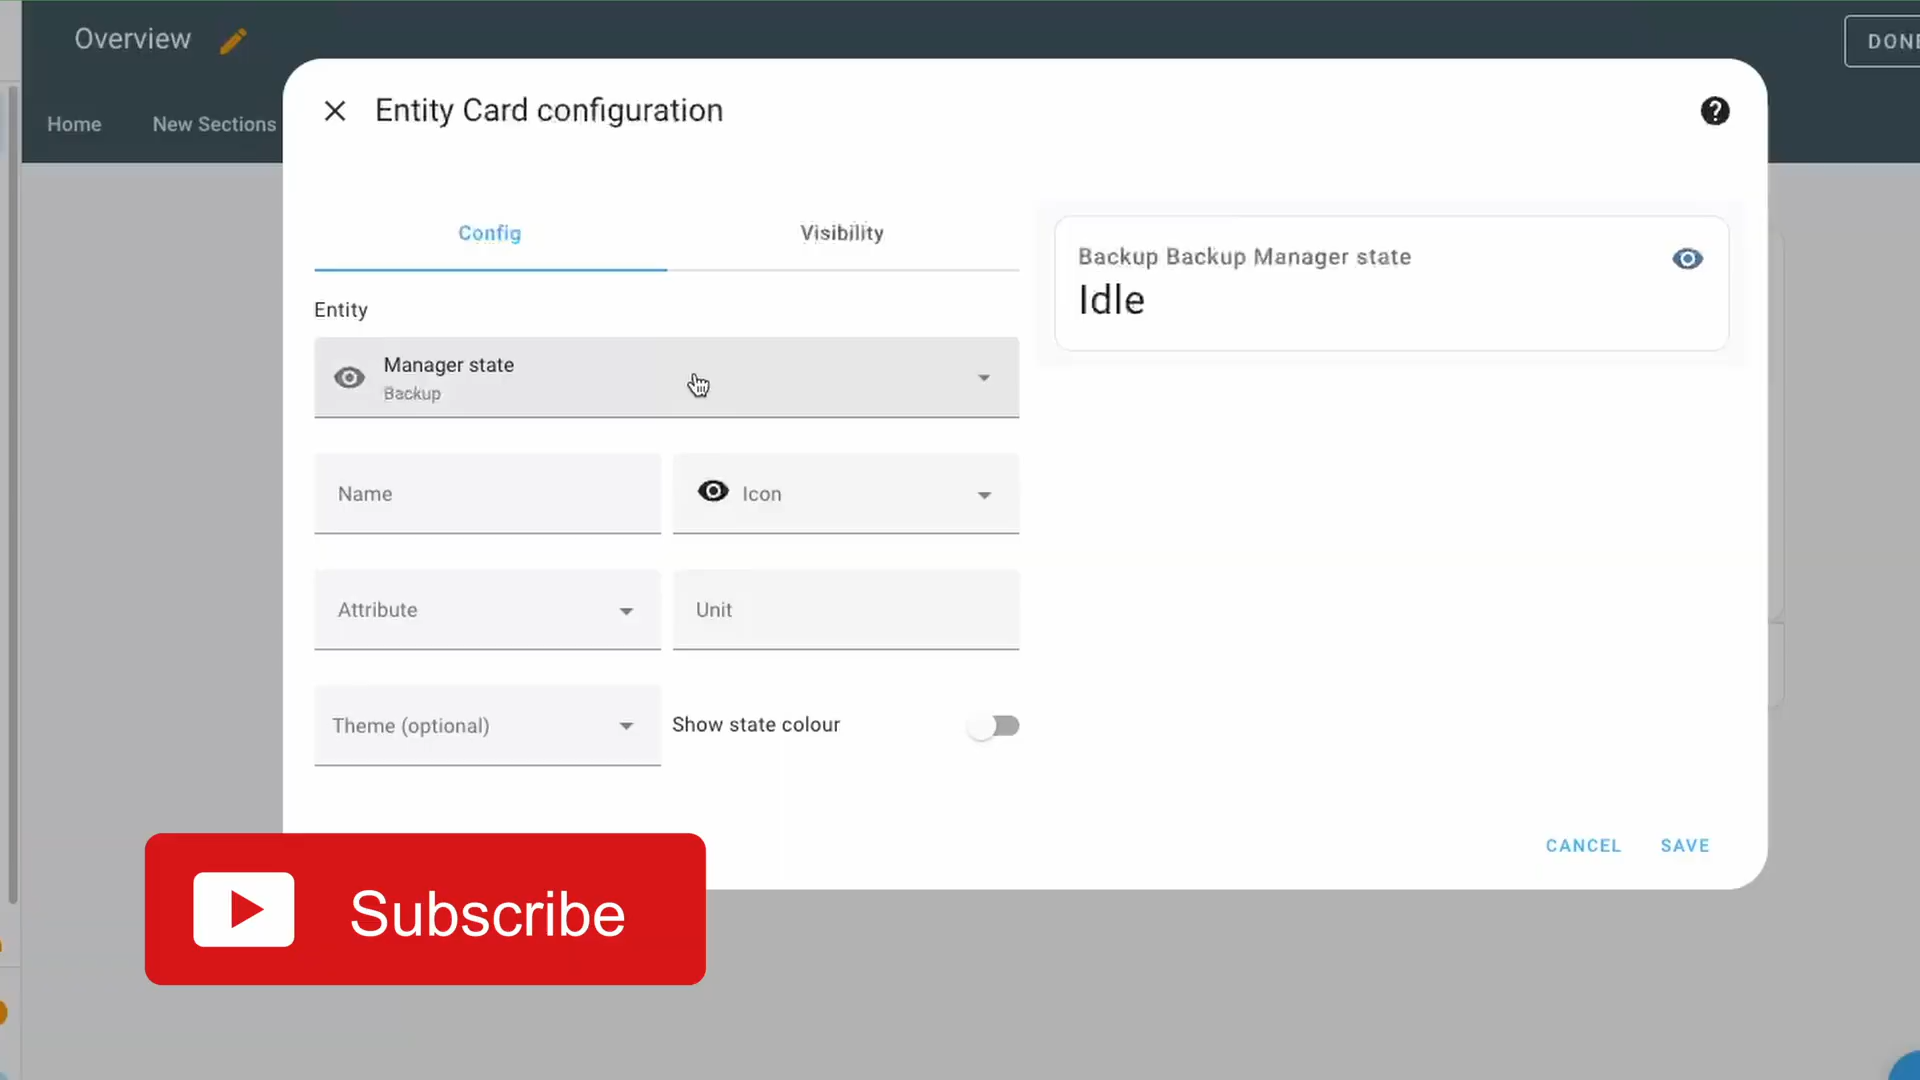 Overview
DONE
Home
New Sections
Entity Card configuration
Config
Visibility
Entity
Manager state
Backup
Name
Icon
Attribute
Unit
Theme (optional)
Show state colour
Backup Backup Manager state
Idle
CANCEL
SAVE
Subscribe